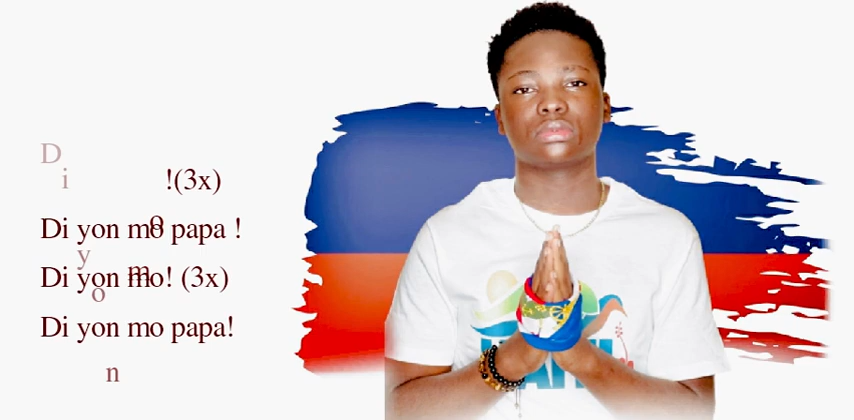 D
i !(3x)
Di yon mo papa !
o
y
Di yon mo! (3x)
m
o
Di yon mo papa!
n